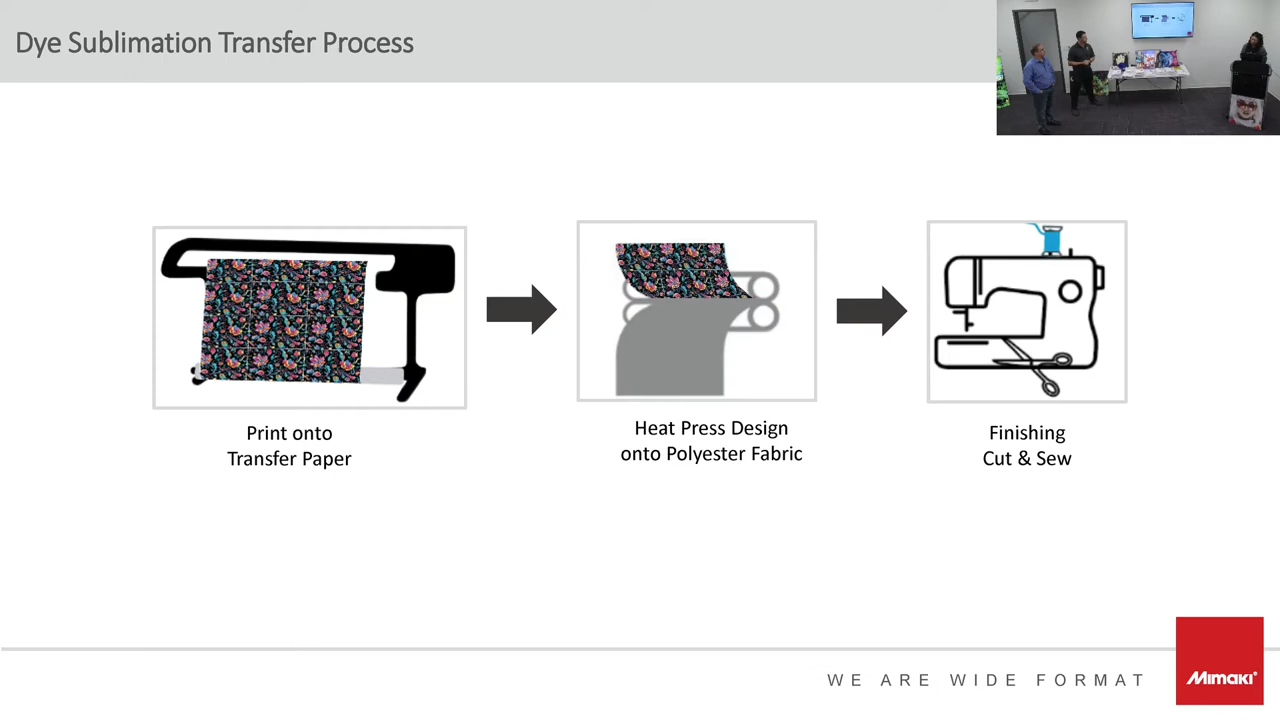 Dye Sublimation Transfer Process
Print onto
Transfer Paper
Heat Press Design
onto Polyester Fabric
Finishing
Cut & Sew
WE ARE WIDE FORMAT
Mimaki®